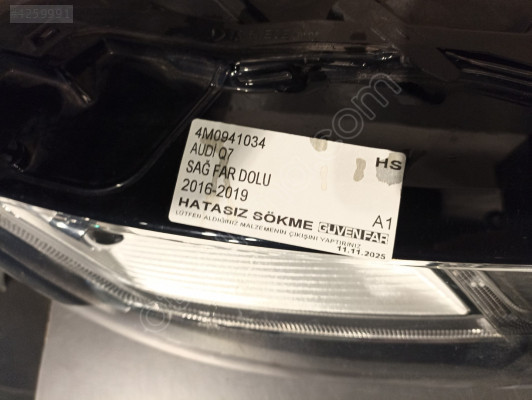 #4259991
4M0941034
AUDİ Q7
SAĞ FAR DOLU
2016-2019
HS
HATASIZ SÖKME GÜVEN FAR A1
LÜTFEN ALDIĞINIZ MALZEMENİN ÇIKIŞINI YAPTIRINIZ
11.11.2025